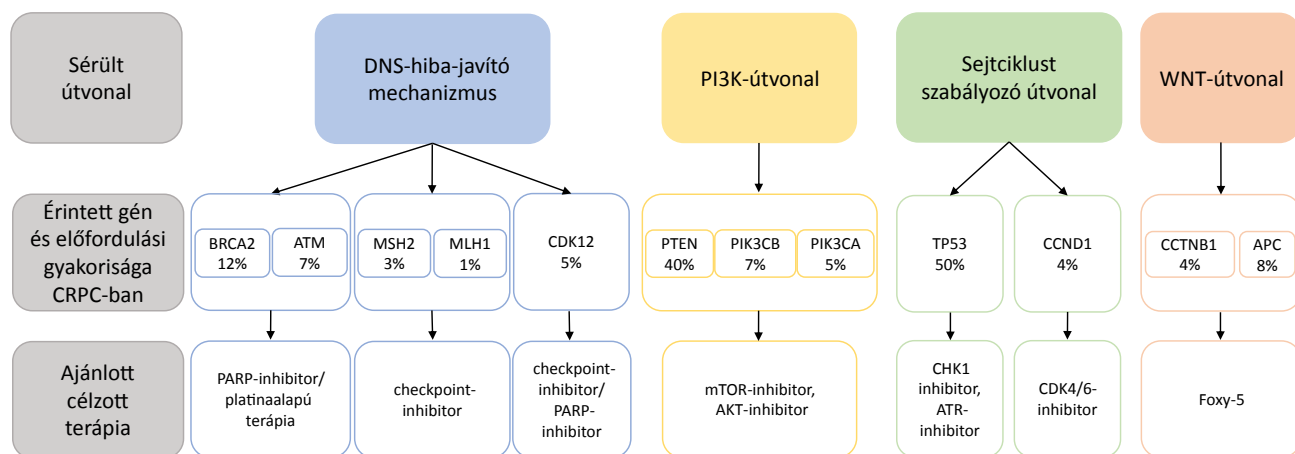 Sérült
útvonal
DNS-hiba-javító
mechanizmus
PI3K-útvonal
Sejtciklust
szabályozó útvonal
WNT-útvonal
Érintett gén
és előfordulási
gyakorisága
CRPC-ban
BRCA2
12%
ATM
7%
MSH2
3%
MLH1
1%
CDK12
5%
PTEN
40%
PIK3CB
7%
PIK3CA
5%
TP53
50%
CCND1
4%
CCTNB1
4%
APC
8%
Ajánlott
célzott
terápia
PARP-inhibitor/
platinaalapú
terápia
checkpoint-
inhibitor
checkpoint-
inhibitor/
PARP-
inhibitor
mTOR-inhibitor,
AKT-inhibitor
CHK1
inhibitor,
ATR-
inhibitor
CDK4/6-
inhibitor
Foxy-5